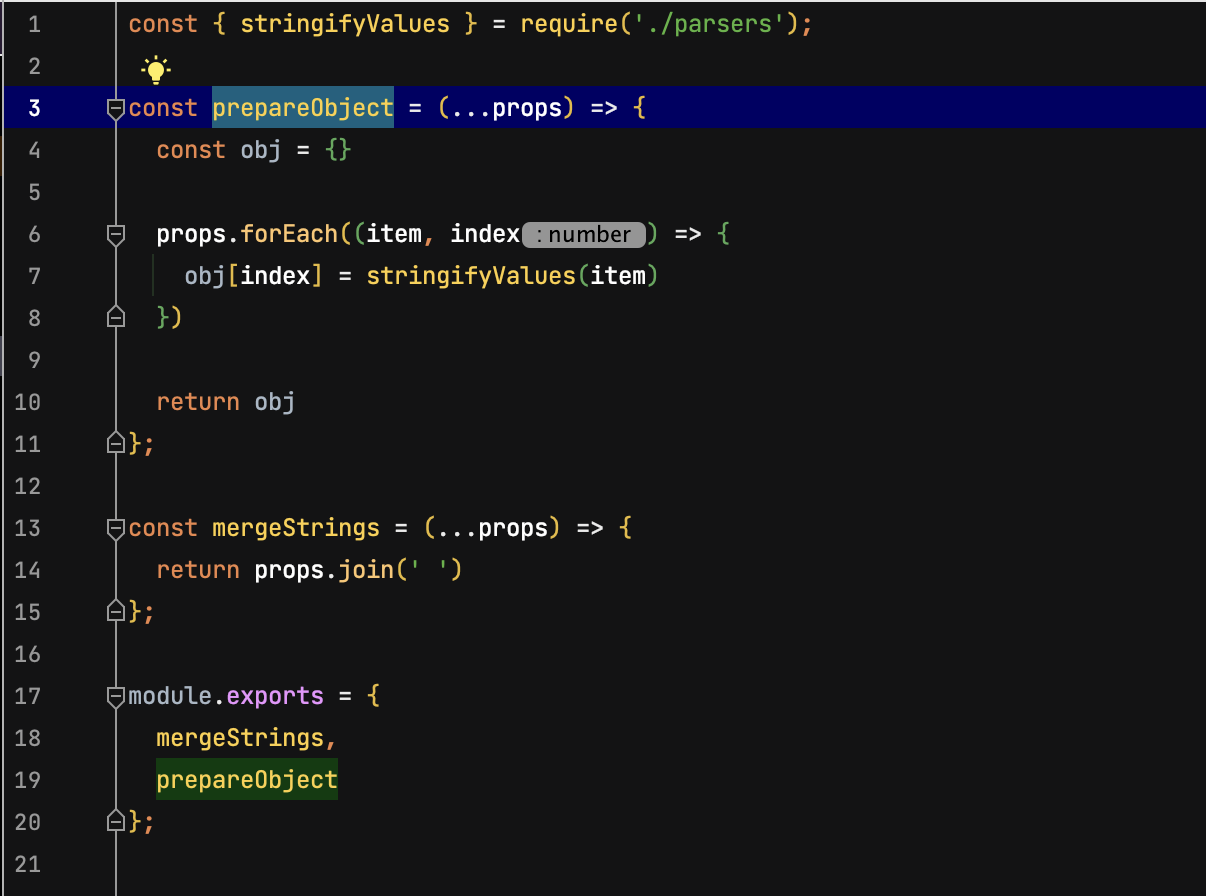 1 const { stringifyValues } = require('./parsers');
2
3 const prepareObject = (...props) => {
4   const obj = {}
5
6   props.forEach((item, index : number ) => {
7     obj[index] = stringifyValues(item)
8   })
9
10   return obj
11 };
12
13 const mergeStrings = (...props) => {
14   return props.join(' ')
15 };
16
17 module.exports = {
18   mergeStrings,
19   prepareObject
20 };
21